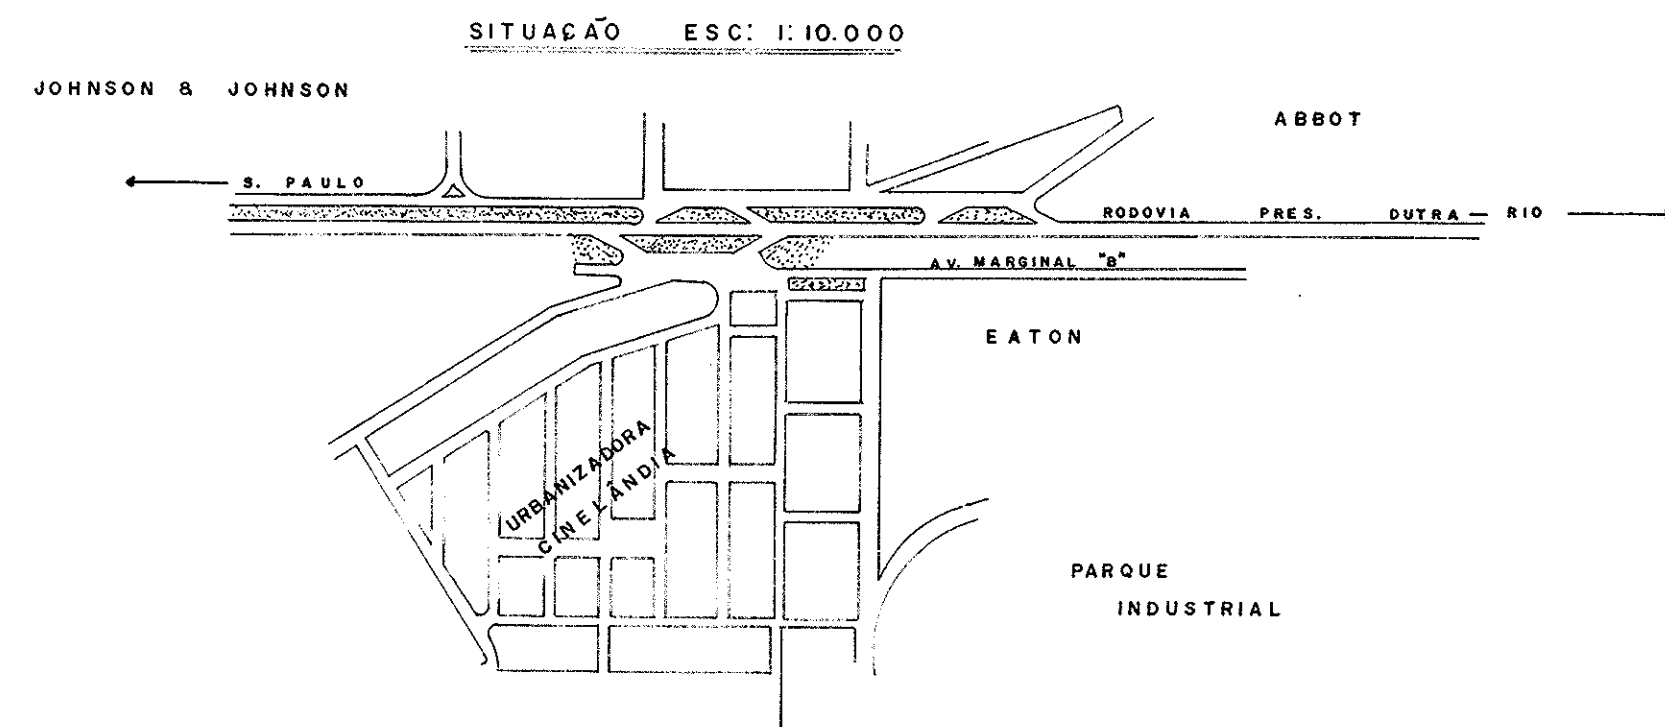 SITUAÇÃO ESC: 1:10.000
JOHNSON & JOHNSON
ABBOT
S. PAULO
RODOVIA PRES. DUTRA — RIO
AV. MARGINAL "B"
EATON
URBANIZADORA
CINELÂNDIA
PARQUE
INDUSTRIAL